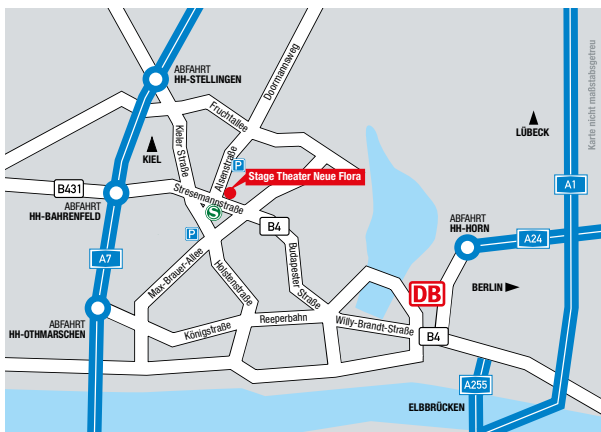 ABFAHRT
HH-STELLINGEN
Doormannsweg
Fruchtallee
Kieler Straße
KIEL
Alsenstraße
P
Stage Theater Neue Flora
LÜBECK
Karte nicht maßstabsgetreu
B431
Stresemannstraße
S
A1
ABFAHRT
HH-BAHRENFELD
P
B4
ABFAHRT
HH-HORN
A24
A7
Max-Brauer-Allee
Holstenstraße
Budapester Straße
DB
BERLIN
ABFAHRT
HH-OTHMARSCHEN
Königstraße
Reeperbahn
Willy-Brandt-Straße
B4
A255
ELBBRÜCKEN